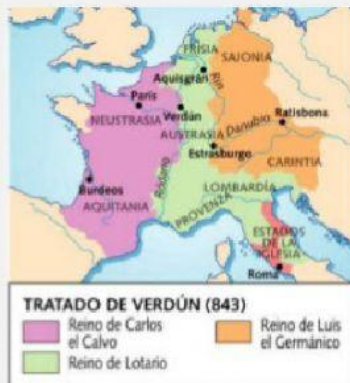 FRISIA
SAJONIA
Aquisgrán
Rin
París
Verdún
Ratisbona
NEUSTRASIA
AUSTRASIA
Danubio
Estrasburgo
CARINTIA
Burdeos
LOMBARDÍA
AQUITANIA
Ródano
PROVENZA
ESTADOS
DE LA
IGLESIA
Roma
TRATADO DE VERDÚN (843)
Reino de Carlos
el Calvo
Reino de Luis
el Germánico
Reino de Lotario